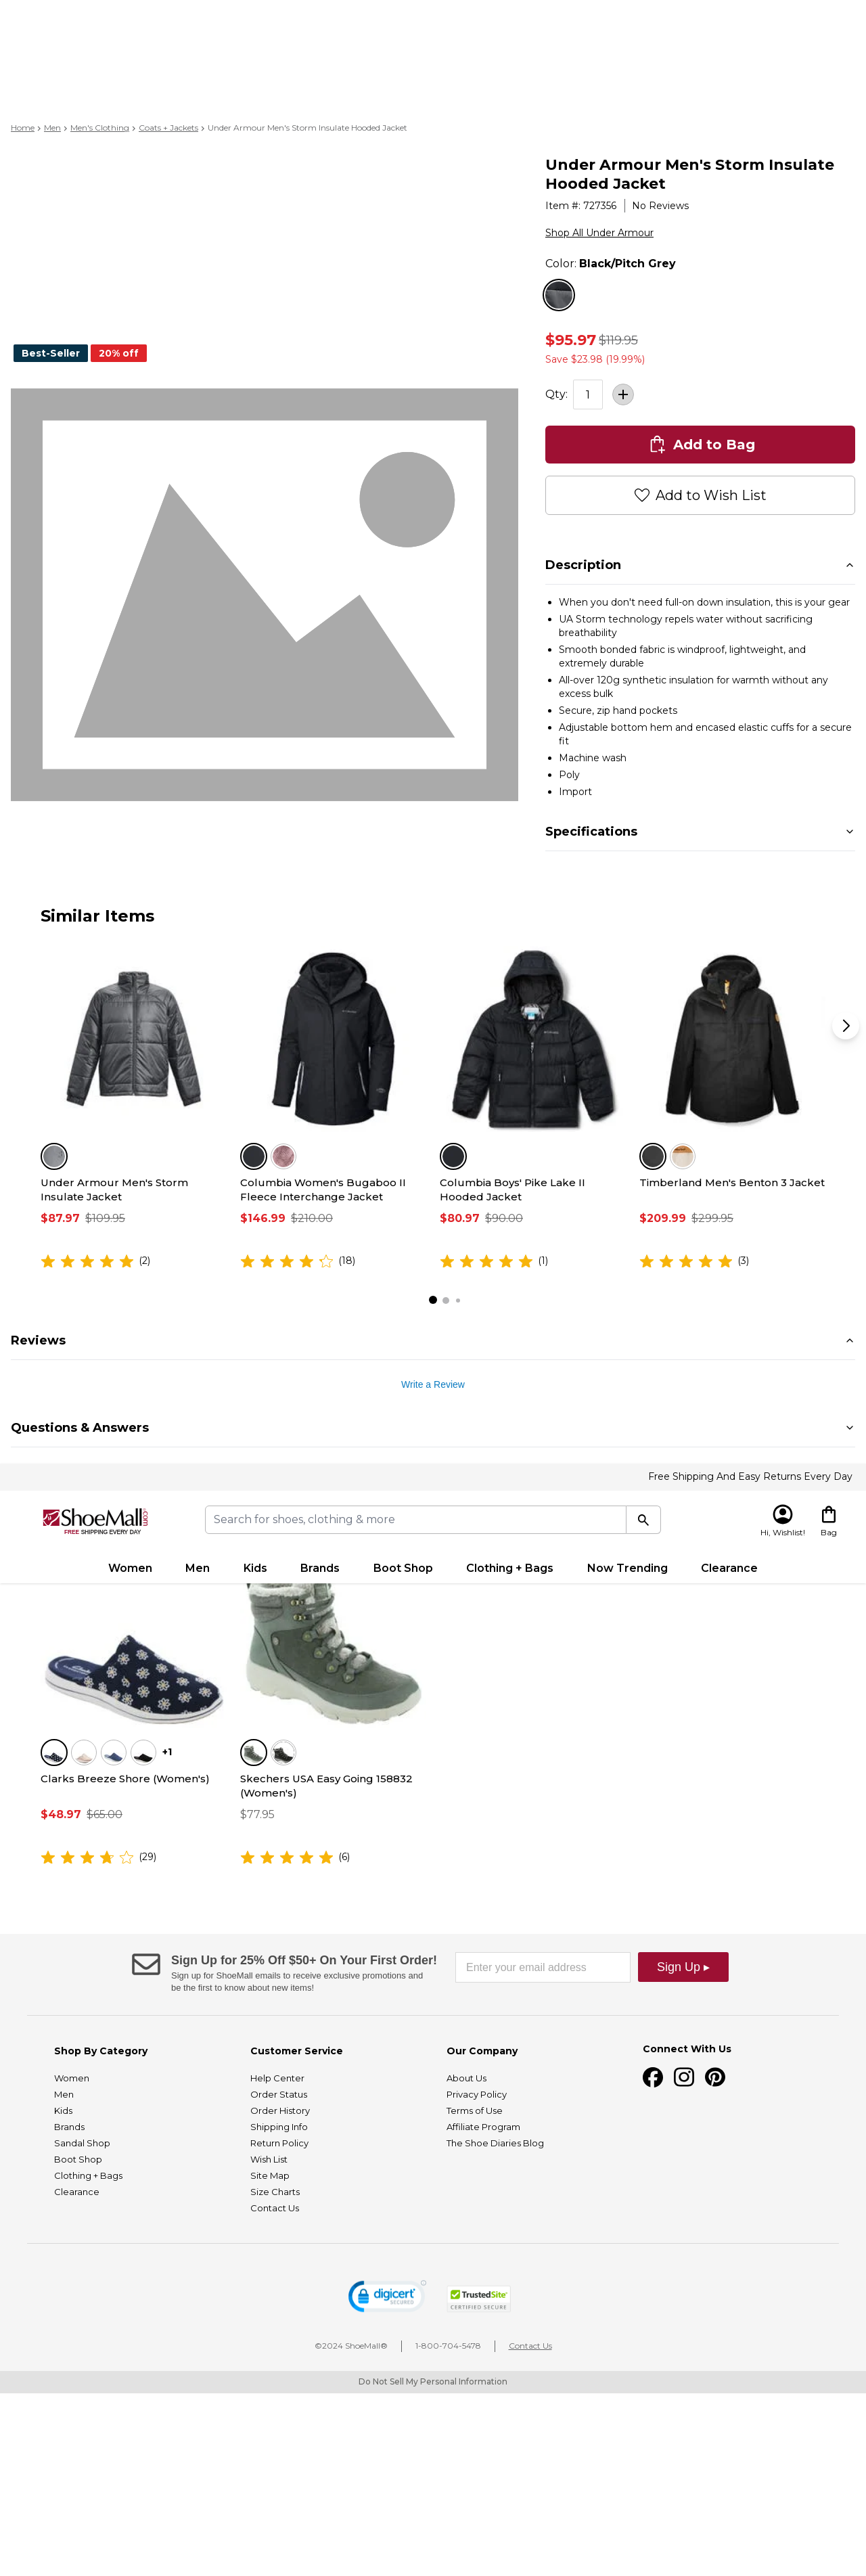 Home > Men > Men's Clothing > Coats + Jackets > Under Armour Men's Storm Insulate Hooded Jacket
Best-Seller
20% off
Under Armour Men's Storm Insulate
Hooded Jacket
Item #: 727356 | No Reviews
Shop All Under Armour
Color: Black/Pitch Grey
$95.97 $119.95
Save $23.98 (19.99%)
Qty: 1
Add to Bag
Add to Wish List
Description
When you don't need full-on down insulation, this is your gear
UA Storm technology repels water without sacrificing
breathability
Smooth bonded fabric is windproof, lightweight, and
extremely durable
All-over 120g synthetic insulation for warmth without any
excess bulk
Secure, zip hand pockets
Adjustable bottom hem and encased elastic cuffs for a secure
fit
Machine wash
Poly
Import
Specifications
Similar Items
Under Armour Men's Storm
Insulate Jacket
$87.97 $109.95
(2)
Columbia Women's Bugaboo II
Fleece Interchange Jacket
$146.99 $210.00
(18)
Columbia Boys' Pike Lake II
Hooded Jacket
$80.97 $90.00
(1)
Timberland Men's Benton 3 Jacket
$209.99 $299.95
(3)
Reviews
Write a Review
Questions & Answers
Free Shipping And Easy Returns Every Day
ShoeMall.com
FREE SHIPPING EVERY DAY
Search for shoes, clothing & more
Hi, Wishlist!
Bag
Women Men Kids Brands Boot Shop Clothing + Bags Now Trending Clearance
+1
Clarks Breeze Shore (Women's)
$48.97 $65.00
(29)
Skechers USA Easy Going 158832
(Women's)
$77.95
(6)
Sign Up for 25% Off $50+ On Your First Order!
Sign up for ShoeMall emails to receive exclusive promotions and
be the first to know about new items!
Enter your email address
Sign Up ▸
Shop By Category
Women
Men
Kids
Brands
Sandal Shop
Boot Shop
Clothing + Bags
Clearance
Customer Service
Help Center
Order Status
Order History
Shipping Info
Return Policy
Wish List
Site Map
Size Charts
Contact Us
Our Company
About Us
Privacy Policy
Terms of Use
Affiliate Program
The Shoe Diaries Blog
Connect With Us
digicert
SECURED
TrustedSite
CERTIFIED SECURE
©2024 ShoeMall® | 1-800-704-5478 | Contact Us
Do Not Sell My Personal Information